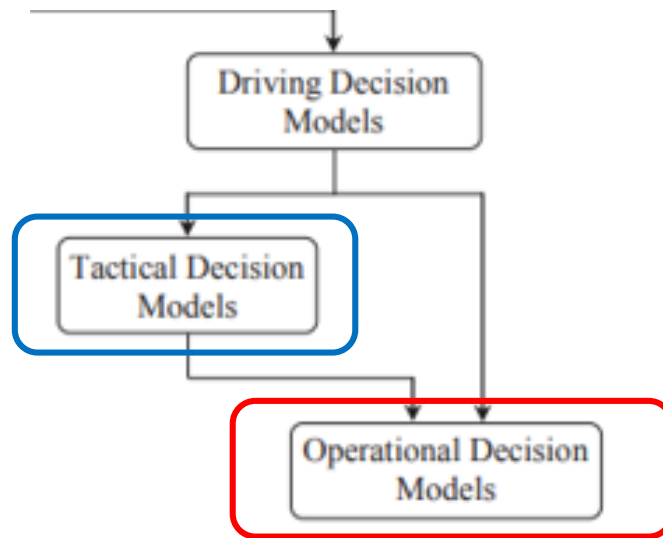 Driving Decision
Models
Tactical Decision
Models
Operational Decision
Models